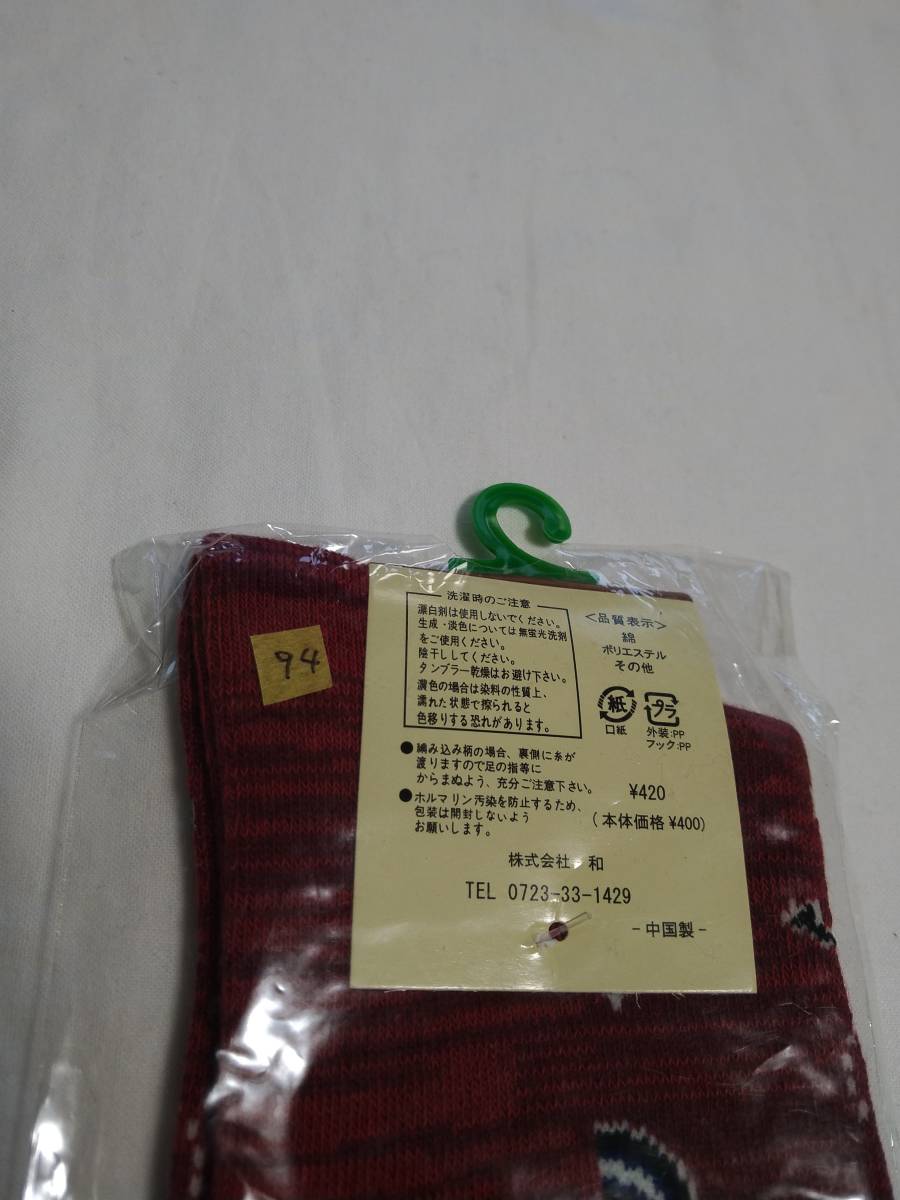 94
洗濯時のご注意
漂白剤は使用しないでください。
生成・淡色については無蛍光洗剤
をご使用ください。
陰干ししてください。
タンブラー乾燥はお避け下さい。
濃色の場合は染料の性質上、
濡れた状態で擦られると
色移りする恐れがあります。
●編み込み柄の場合、裏側に糸が
渡りますので足の指等に
からまぬよう、充分ご注意下さい。
●ホルマリン汚染を防止するため、
包装は開封しないよう
お願いします。
<品質表示>
綿
ポリエステル
その他
紙
口紙
プラ
外装:PP
フック:PP
¥420
(本体価格¥400)
株式会社 和
TEL 0723-33-1429
-中国製-